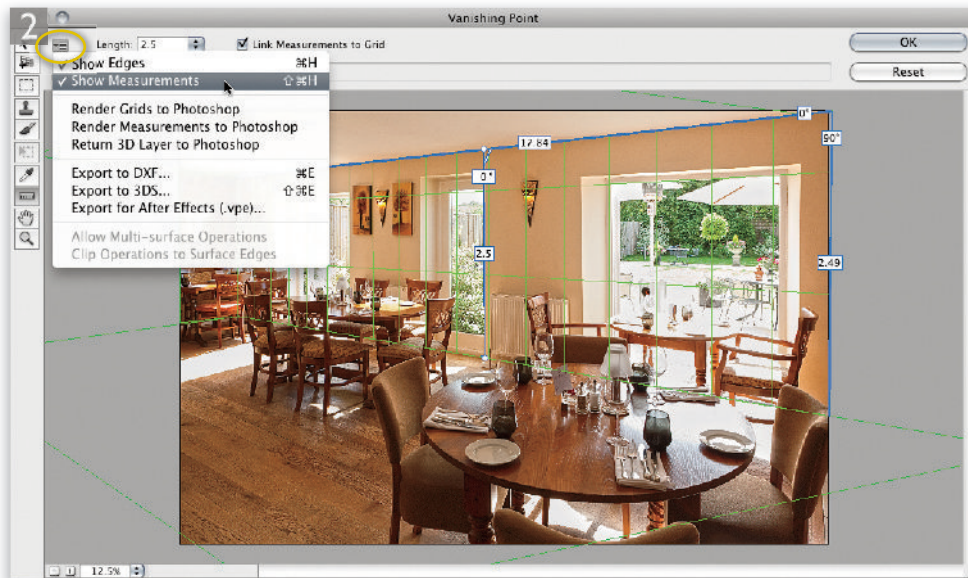 2
Vanishing Point
Length: 2.5
Link Measurements to Grid
OK
Reset
✓ Show Edges ⌘H
✓ Show Measurements ⇧⌘H
Render Grids to Photoshop
Render Measurements to Photoshop
Return 3D Layer to Photoshop
Export to DXF... ⌘E
Export to 3DS... ⇧⌘E
Export for After Effects (.vpe)...
Allow Multi-surface Operations
Clip Operations to Surface Edges
0°
17.84
90°
0°
2.5
2.49
12.5%